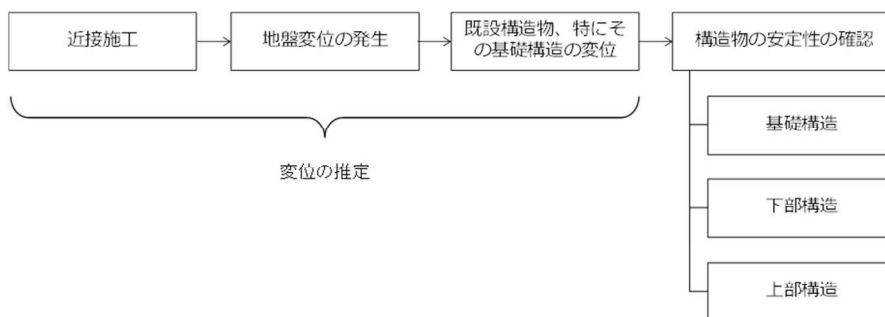 近接施工
地盤変位の発生
既設構造物、特にそ
の基礎構造の変位
構造物の安定性の確認
変位の推定
基礎構造
下部構造
上部構造